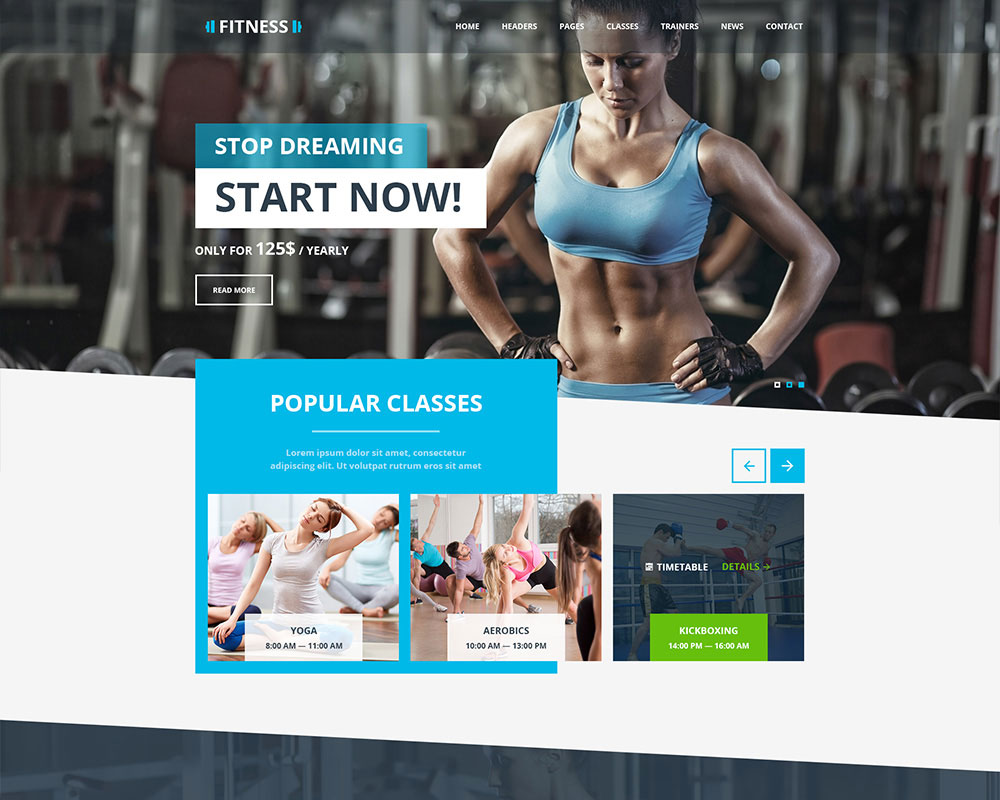 FITNESS
HOME HEADERS PAGES CLASSES TRAINERS NEWS CONTACT
STOP DREAMING
START NOW!
ONLY FOR 125$ / YEARLY
READ MORE
POPULAR CLASSES
Lorem ipsum dolor sit amet, consectetur
adipiscing elit. Ut volutpat rutrum eros sit amet
YOGA
8:00 AM — 11:00 AM
AEROBICS
10:00 AM — 13:00 PM
TIMETABLE DETAILS →
KICKBOXING
14:00 PM — 16:00 AM